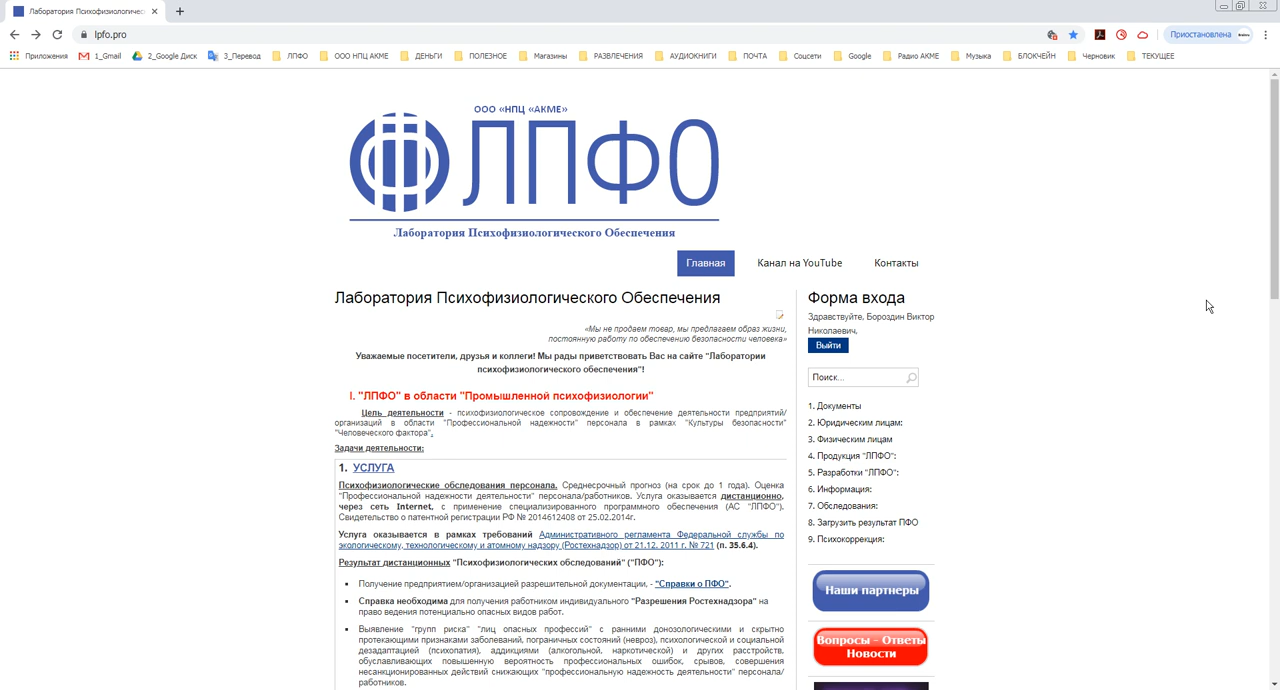 Лаборатория Психофизиологичес
lpfo.pro
Приостановлена
Приложения 1_Gmail 2_Google Диск 3_Перевод ЛПФО ООО НПЦ АКМЕ ДЕНЬГИ ПОЛЕЗНОЕ Магазины РАЗВЛЕЧЕНИЯ АУДИОКНИГИ ПОЧТА Соцсети Google Радио АКМЕ Музыка БЛОКЧЕЙН Черновик ТЕКУЩЕЕ
ООО «НПЦ «АКМЕ»
ЛПФО
Лаборатория Психофизиологического Обеспечения
Главная Канал на YouTube Контакты
Лаборатория Психофизиологического Обеспечения
«Мы не продаем товар, мы предлагаем образ жизни,
постоянную работу по обеспечению безопасности человека»
Уважаемые посетители, друзья и коллеги! Мы рады приветствовать Вас на сайте "Лаборатории
психофизиологического обеспечения"!
I. "ЛПФО" в области "Промышленной психофизиологии"
Цель деятельности - психофизиологическое сопровождение и обеспечение деятельности предприятий/
организаций в области "Профессиональной надежности" персонала в рамках "Культуры безопасности"
"Человеческого фактора".
Задачи деятельности:
1. УСЛУГА
Психофизиологические обследования персонала. Среднесрочный прогноз (на срок до 1 года). Оценка
"Профессиональной надежности деятельности" персонала/работников. Услуга оказывается дистанционно,
через сеть Internet, с применение специализированного программного обеспечения (АС "ЛПФО").
Свидетельство о патентной регистрации РФ № 2014612408 от 25.02.2014г.
Услуга оказывается в рамках требований Административного регламента Федеральной службы по
экологическому, технологическому и атомному надзору (Ростехнадзор) от 21.12. 2011 г. № 721 (п. 35.6.4).
Результат дистанционных "Психофизиологических обследований" ("ПФО"):
Получение предприятием/организацией разрешительной документации, - "Справки о ПФО".
Справка необходима для получения работником индивидуального "Разрешения Ростехнадзора" на
право ведения потенциально опасных видов работ.
Выявление "групп риска" "лиц опасных профессий" с ранними донозологическими и скрытно
протекающими признаками заболеваний, пограничных состояний (невроз), психологической и социальной
дезадаптацией (психопатия), аддикциями (алкогольной, наркотической) и других расстройств,
обуславливающих повышенную вероятность профессиональных ошибок, срывов, совершения
несанкционированных действий снижающих "профессиональную надежность деятельности" персонала/
работников.
Форма входа
Здравствуйте, Бороздин Виктор
Николаевич,
Выйти
Поиск...
1. Документы
2. Юридическим лицам:
3. Физическим лицам
4. Продукция "ЛПФО":
5. Разработки "ЛПФО":
6. Информация:
7. Обследования:
8. Загрузить результат ПФО
9. Психокоррекция:
Наши партнеры
Вопросы - Ответы
Новости